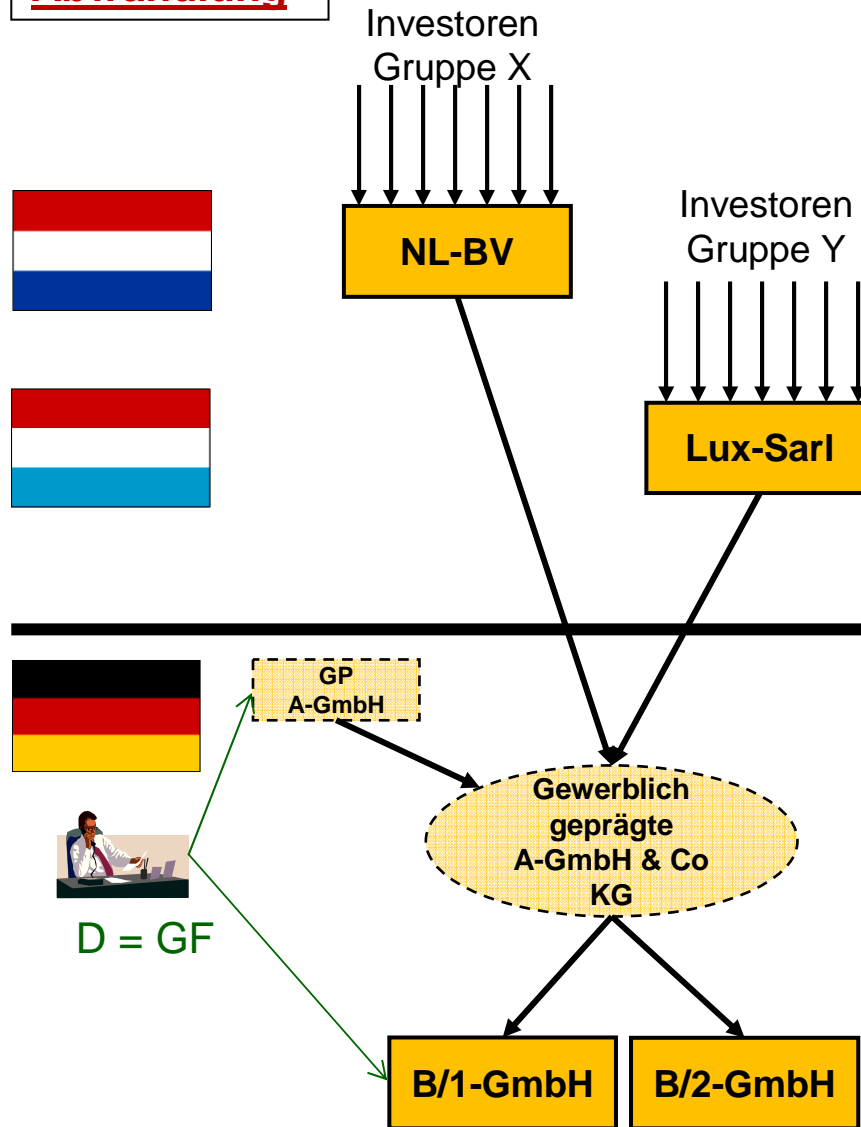 Investoren
Gruppe X
NL-BV
Investoren
Gruppe Y
Lux-Sarl
GP
A-GmbH
Gewerblich
geprägte
A-GmbH & Co
KG
D = GF
B/1-GmbH
B/2-GmbH